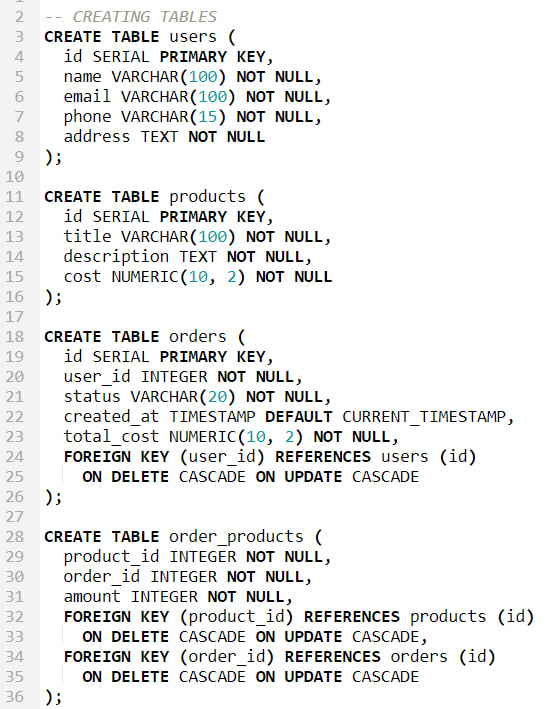 2 -- CREATING TABLES
3 CREATE TABLE users (
4   id SERIAL PRIMARY KEY,
5   name VARCHAR(100) NOT NULL,
6   email VARCHAR(100) NOT NULL,
7   phone VARCHAR(15) NOT NULL,
8   address TEXT NOT NULL
9 );
10
11 CREATE TABLE products (
12   id SERIAL PRIMARY KEY,
13   title VARCHAR(100) NOT NULL,
14   description TEXT NOT NULL,
15   cost NUMERIC(10, 2) NOT NULL
16 );
17
18 CREATE TABLE orders (
19   id SERIAL PRIMARY KEY,
20   user_id INTEGER NOT NULL,
21   status VARCHAR(20) NOT NULL,
22   created_at TIMESTAMP DEFAULT CURRENT_TIMESTAMP,
23   total_cost NUMERIC(10, 2) NOT NULL,
24   FOREIGN KEY (user_id) REFERENCES users (id)
25     ON DELETE CASCADE ON UPDATE CASCADE
26 );
27
28 CREATE TABLE order_products (
29   product_id INTEGER NOT NULL,
30   order_id INTEGER NOT NULL,
31   amount INTEGER NOT NULL,
32   FOREIGN KEY (product_id) REFERENCES products (id)
33     ON DELETE CASCADE ON UPDATE CASCADE,
34   FOREIGN KEY (order_id) REFERENCES orders (id)
35     ON DELETE CASCADE ON UPDATE CASCADE
36 );